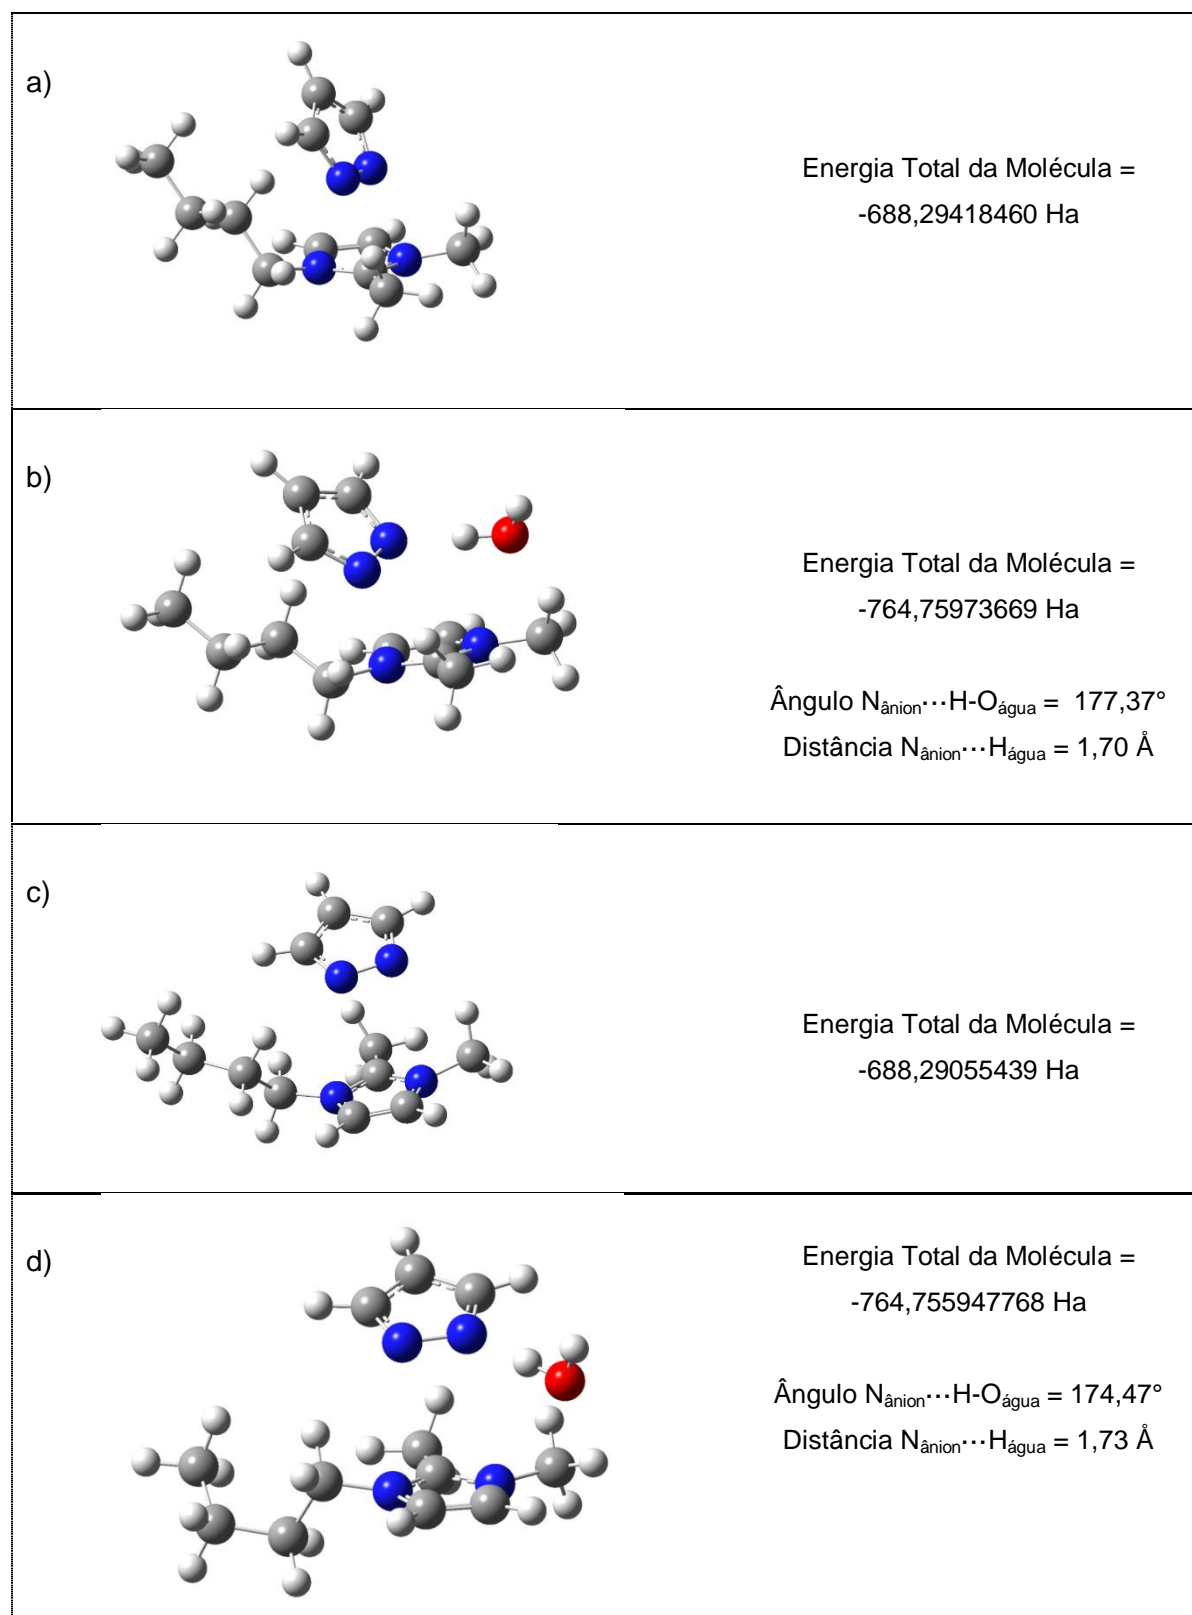 a)
Energia Total da Molécula =
-688,29418460 Ha
b)
Energia Total da Molécula =
-764,75973669 Ha
Ângulo Nânion···H-Oágua = 177,37°
Distância Nânion···Hágua = 1,70 Å
c)
Energia Total da Molécula =
-688,29055439 Ha
d)
Energia Total da Molécula =
-764,755947768 Ha
Ângulo Nânion···H-Oágua = 174,47°
Distância Nânion···Hágua = 1,73 Å